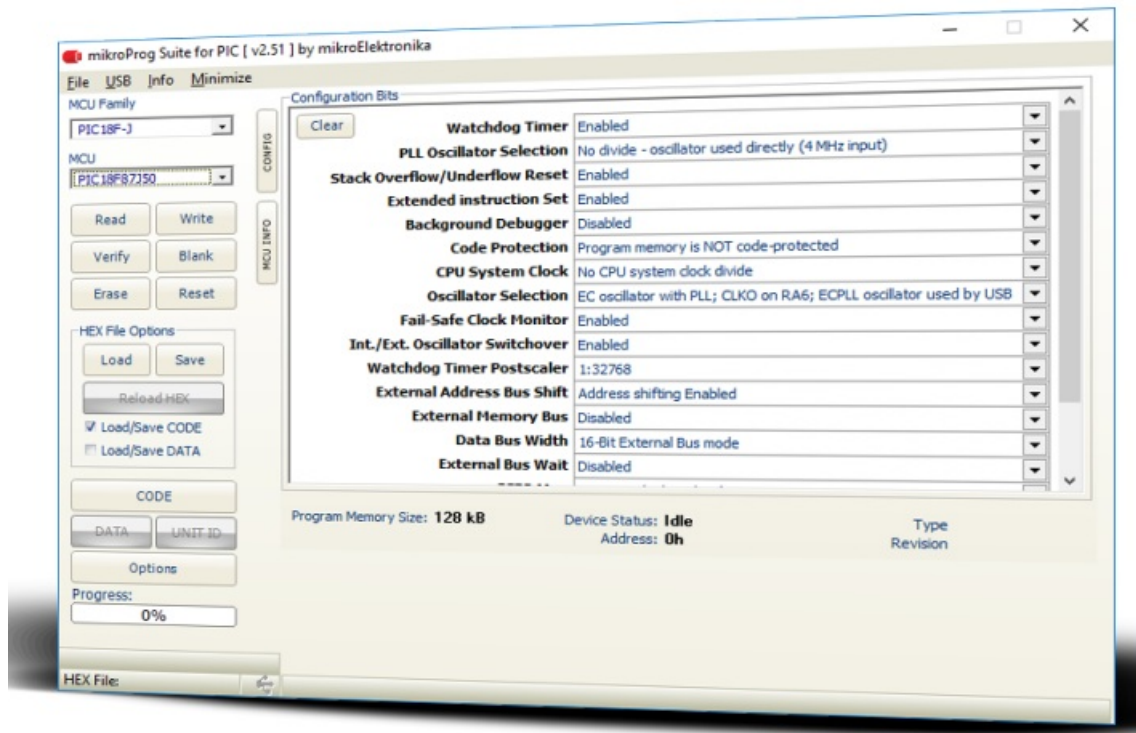 mikroProg Suite for PIC [ v2.51 ] by mikroElektronika
File USB Info Minimize
MCU Family
PIC18F-J
MCU
PIC18F87J50
Read Write
Verify Blank
Erase Reset
HEX File Options
Load Save
Reload HEX
Load/Save CODE
Load/Save DATA
CODE
DATA UNIT ID
Options
Progress:
0%
HEX File:
CONFIG
MCU INFO
Configuration Bits
Clear
Watchdog Timer Enabled
PLL Oscillator Selection No divide - oscillator used directly (4 MHz input)
Stack Overflow/Underflow Reset Enabled
Extended instruction Set Enabled
Background Debugger Disabled
Code Protection Program memory is NOT code-protected
CPU System Clock No CPU system clock divide
Oscillator Selection EC oscillator with PLL; CLKO on RA6; ECPLL oscillator used by USB
Fail-Safe Clock Monitor Enabled
Int./Ext. Oscillator Switchover Enabled
Watchdog Timer Postscaler 1:32768
External Address Bus Shift Address shifting Enabled
External Memory Bus Disabled
Data Bus Width 16-Bit External Bus mode
External Bus Wait Disabled
Program Memory Size: 128 kB
Device Status: Idle
Address: 0h
Type
Revision